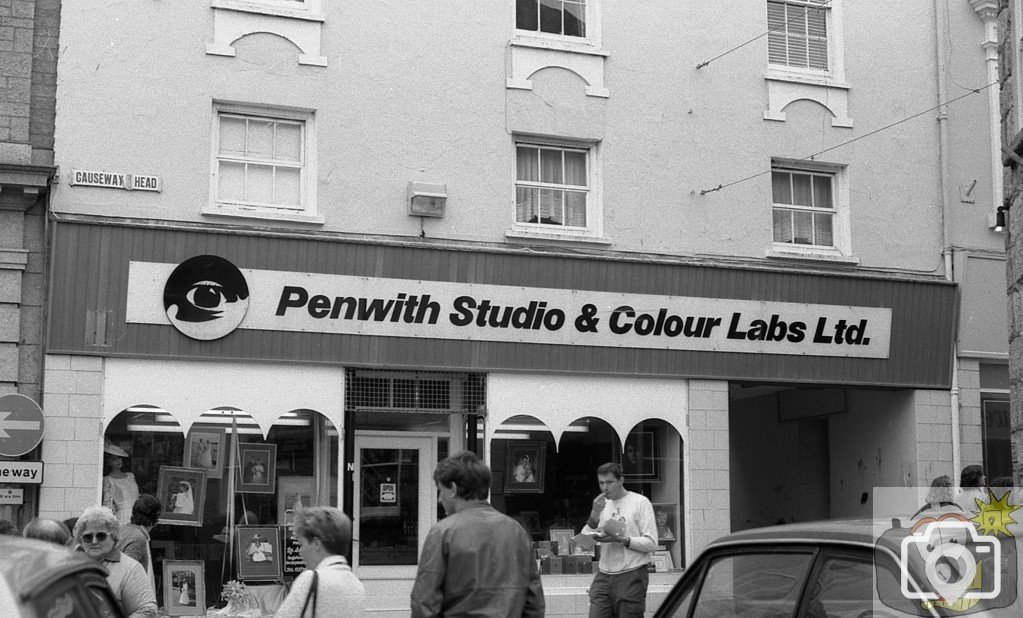 CAUSEWAY HEAD
Penwith Studio & Colour Labs Ltd.
OPEN
N
ne way